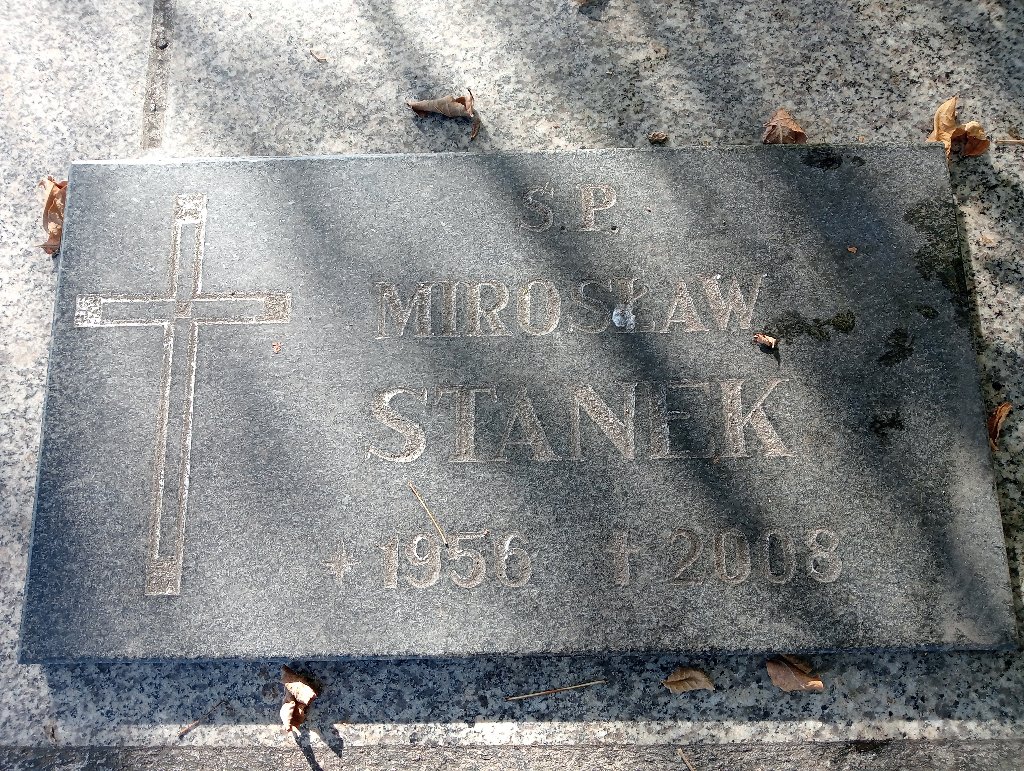 Ś.P.
MIROSŁAW
STANEK
+ 1956 † 2008